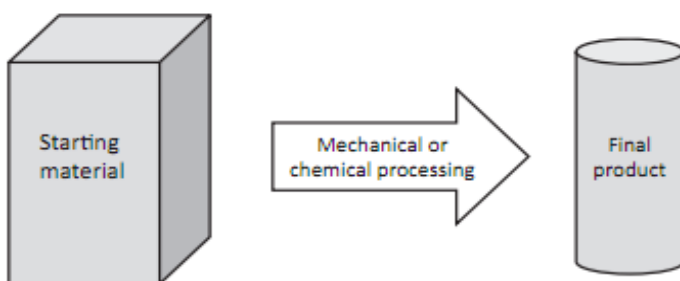 Starting
material
Mechanical or
chemical processing
Final
product